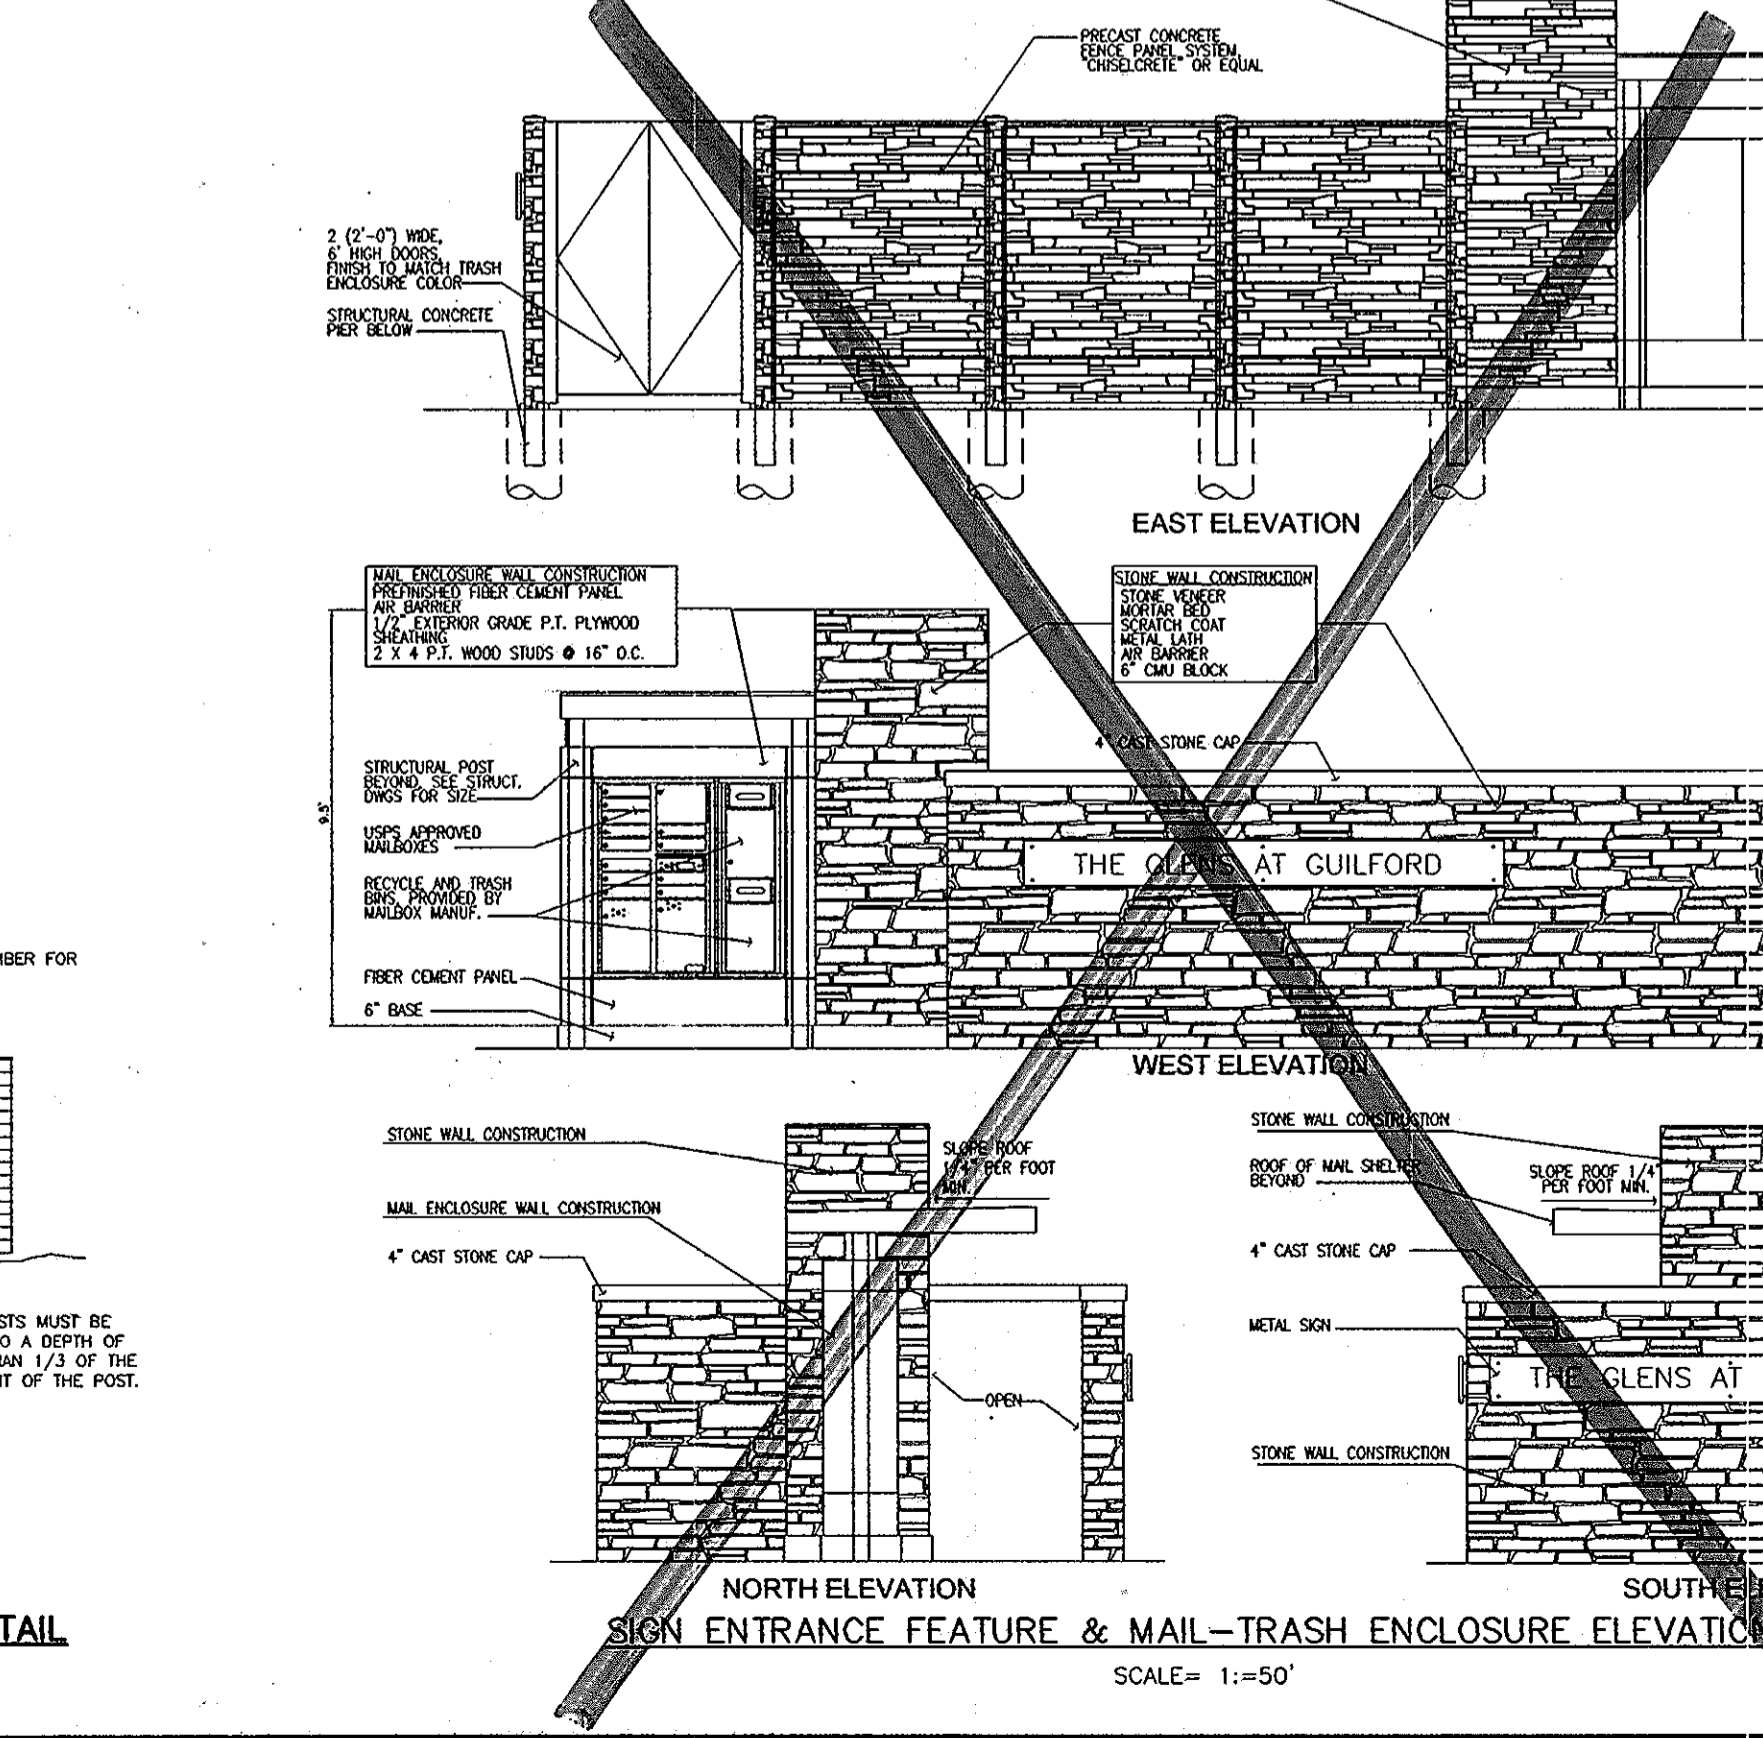 PRECAST CONCRETE
FENCE PANEL SYSTEM,
"CHISELCRETE" OR EQUAL
2 (2'-0") WIDE,
6' HIGH DOORS,
FINISH TO MATCH TRASH
ENCLOSURE COLOR
STRUCTURAL CONCRETE
PIER BELOW
EAST ELEVATION
MAIL ENCLOSURE WALL CONSTRUCTION
PREFINISHED FIBER CEMENT PANEL
AIR BARRIER
1/2" EXTERIOR GRADE P.T. PLYWOOD
SHEATHING
2 X 4 P.T. WOOD STUDS @ 16" O.C.
STONE WALL CONSTRUCTION
STONE VENEER
MORTAR BED
SCRATCH COAT
METAL LATH
AIR BARRIER
6" CMU BLOCK
4" CAST STONE CAP
STRUCTURAL POST
BEYOND, SEE STRUCT.
DWGS FOR SIZE
9.5'
USPS APPROVED
MAILBOXES
RECYCLE AND TRASH
BINS, PROVIDED BY
MAILBOX MANUF.
THE GLENS AT GUILFORD
FIBER CEMENT PANEL
6" BASE
WEST ELEVATION
MBER FOR
STS MUST BE
O A DEPTH OF
RAN 1/3 OF THE
T OF THE POST.
TAIL
STONE WALL CONSTRUCTION
SLOPE ROOF
1/4" PER FOOT
MIN.
MAIL ENCLOSURE WALL CONSTRUCTION
4" CAST STONE CAP
OPEN
NORTH ELEVATION
STONE WALL CONSTRUCTION
ROOF OF MAIL SHELTER
BEYOND
SLOPE ROOF 1/4"
PER FOOT MIN.
4" CAST STONE CAP
METAL SIGN
THE GLENS AT
STONE WALL CONSTRUCTION
SOUTH EL
SIGN ENTRANCE FEATURE & MAIL-TRASH ENCLOSURE ELEVATION
SCALE= 1:=50'